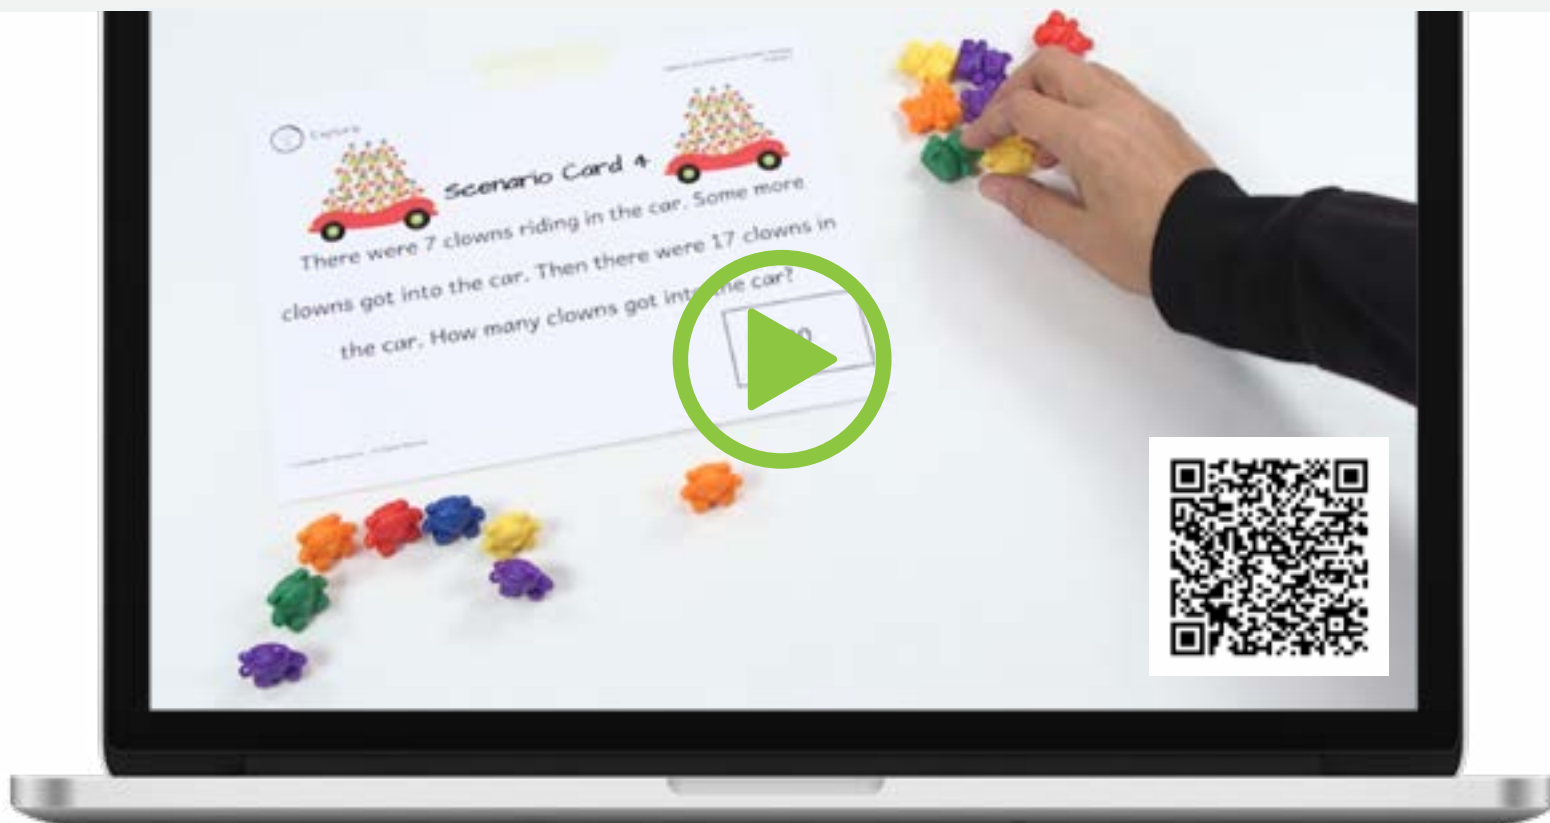 Explore
Scenario Card 4
There were 7 clowns riding in the car. Some more
clowns got into the car. Then there were 17 clowns in
the car. How many clowns got into the car?